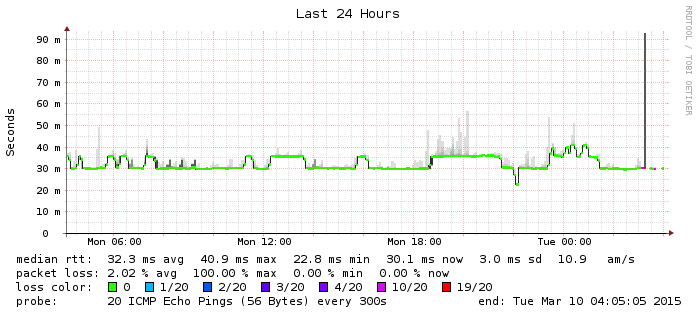 Last 24 Hours
RRDTOOL / TOBI OETIKER
Seconds
90 m
80 m
70 m
60 m
50 m
40 m
30 m
20 m
10 m
0
Mon 06:00 Mon 12:00 Mon 18:00 Tue 00:00
median rtt: 32.3 ms avg 40.9 ms max 22.8 ms min 30.1 ms now 3.0 ms sd 10.9 am/s
packet loss: 2.02 % avg 100.00 % max 0.00 % min 0.00 % now
loss color: 0 1/20 2/20 3/20 4/20 10/20 19/20
probe: 20 ICMP Echo Pings (56 Bytes) every 300s end: Tue Mar 10 04:05:05 2015